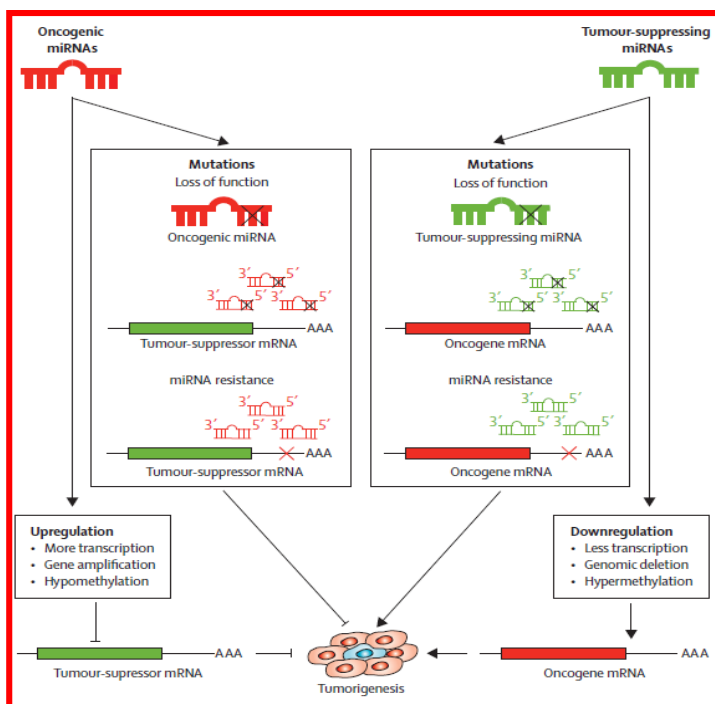 Oncogenic
miRNAs
Tumour-suppressing
miRNAs
Mutations
Loss of function
Oncogenic miRNA
3′ 5′
3′ 5′ 3′ 5′
AAA
Tumour-suppressor mRNA
miRNA resistance
3′ 5′
3′ 5′ 3′ 5′
AAA
Tumour-suppressor mRNA
Mutations
Loss of function
Tumour-suppressing miRNA
3′ 5′
3′ 5′ 3′ 5′
AAA
Oncogene mRNA
miRNA resistance
3′ 5′
3′ 5′ 3′ 5′
AAA
Oncogene mRNA
Upregulation
• More transcription
• Gene amplification
• Hypomethylation
Downregulation
• Less transcription
• Genomic deletion
• Hypermethylation
AAA
Tumour-supressor mRNA
Tumorigenesis
AAA
Oncogene mRNA